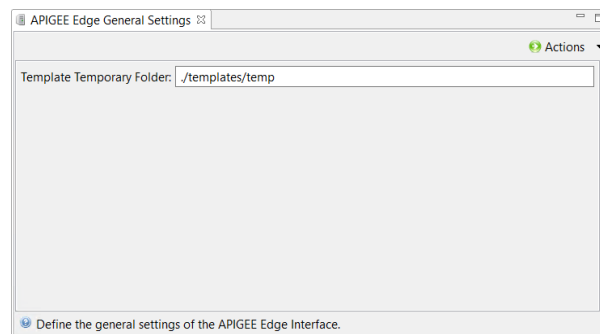 APIGEE Edge General Settings
Actions
Template Temporary Folder: ./templates/temp
Define the general settings of the APIGEE Edge Interface.